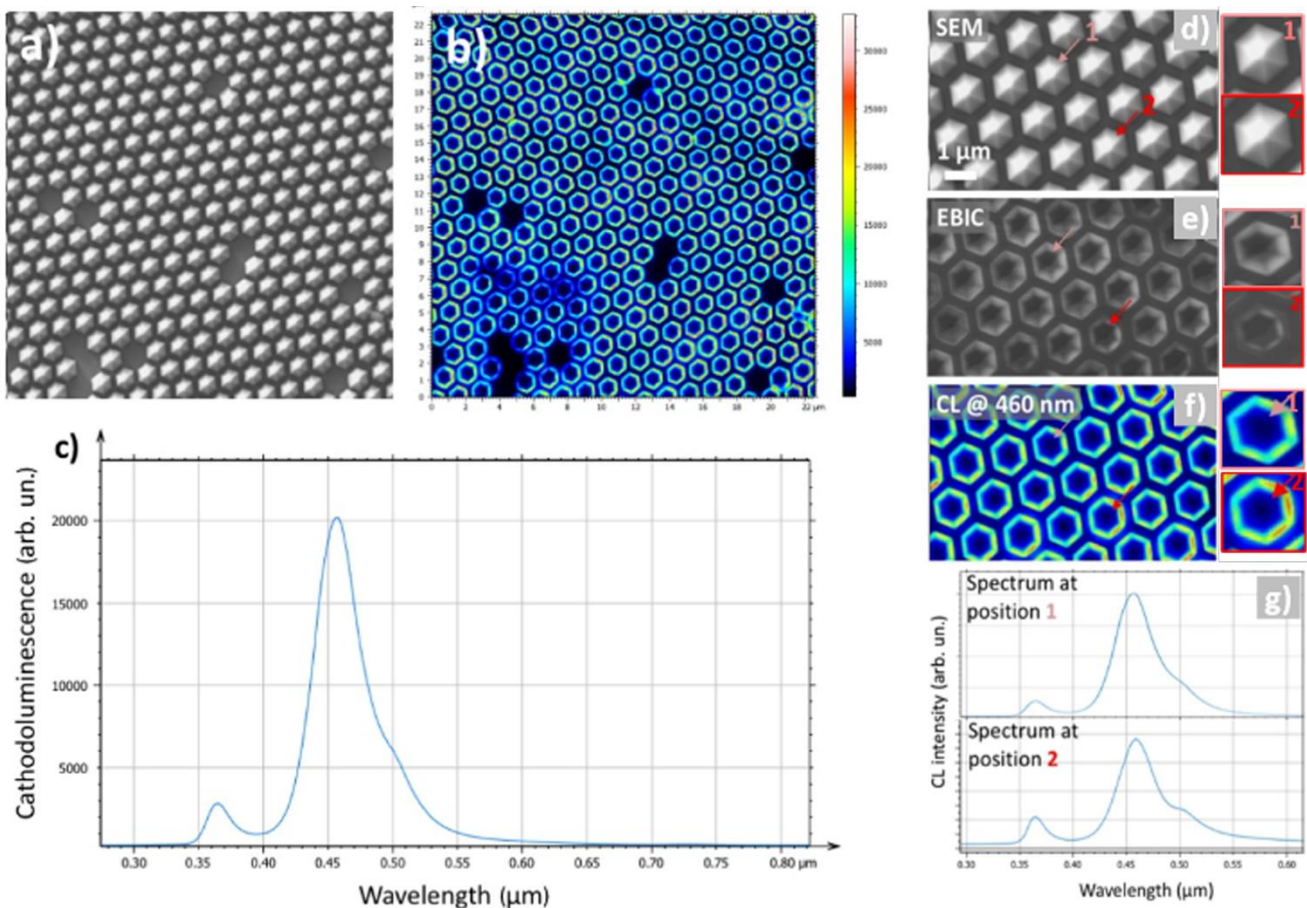 a)
b)
22
21
20
19
18
17
16
15
14
13
12
11
10
9
8
7
6
5
4
3
2
1
0
0 2 4 6 8 10 12 14 16 18 20 22 µm
30000
25000
20000
15000
10000
5000
SEM
d)
1
2
1 µm
1
2
EBIC
e)
1
2
CL @ 460 nm
f)
1
2
c)
Cathodoluminescence (arb. un.)
20000
15000
10000
5000
0.30 0.35 0.40 0.45 0.50 0.55 0.60 0.65 0.70 0.75 0.80 µm
Wavelength (µm)
g)
CL intensity (arb. un.)
Spectrum at
position 1
Spectrum at
position 2
0.30 0.35 0.40 0.45 0.50 0.55 0.60
Wavelength (µm)